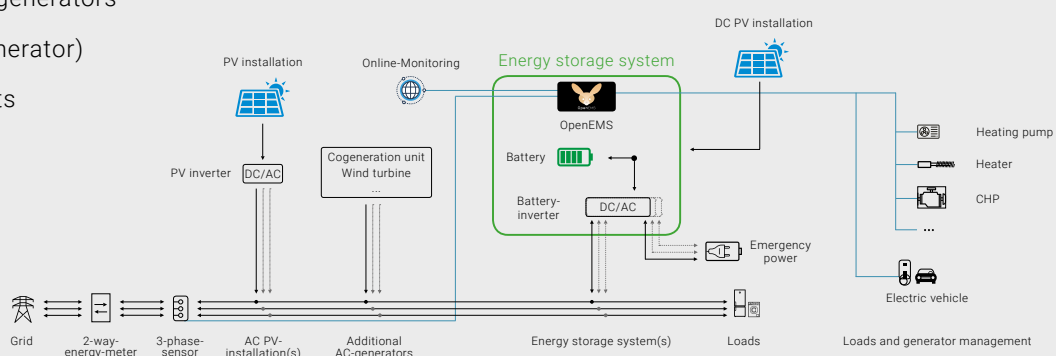 generators
nerator)
ts
DC PV installation
PV installation
Online-Monitoring
Energy storage system
OpenEMS
OpenEMS
Heating pump
Cogeneration unit
Wind turbine
...
Battery
PV inverter
DC/AC
Heater
Battery-
inverter
DC/AC
CHP
...
Emergency
power
Electric vehicle
Grid
2-way-
energy-meter
3-phase-
sensor
AC PV-
installation(s)
Additional
AC-generators
Energy storage system(s)
Loads
Loads and generator management